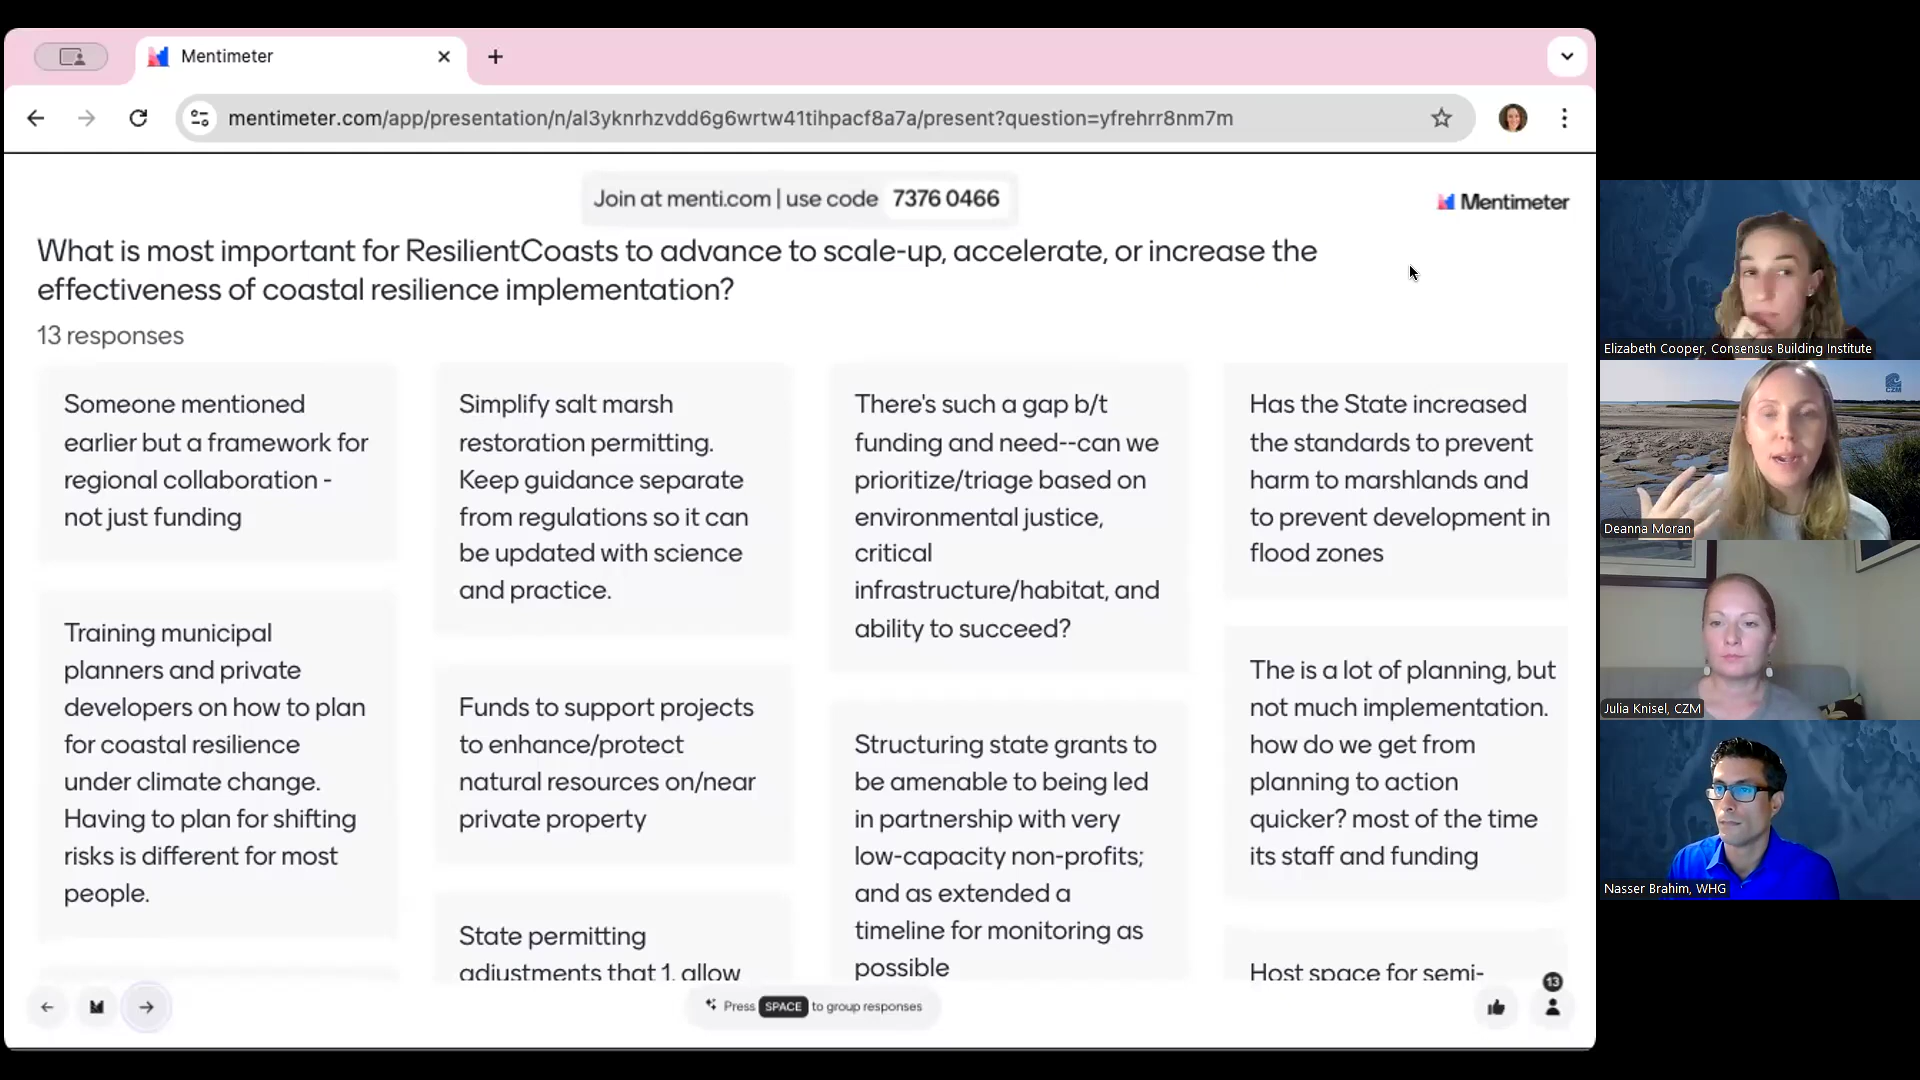 Mentimeter
mentimeter.com/app/presentation/n/al3yknrhzvdd6g6wrtw41tihpacf8a7a/present?question=yfrehrr8nm7m
Join at menti.com | use code 7376 0466
Mentimeter
What is most important for ResilientCoasts to advance to scale-up, accelerate, or increase the
effectiveness of coastal resilience implementation?
13 responses
Someone mentioned
earlier but a framework for
regional collaboration -
not just funding
Training municipal
planners and private
developers on how to plan
for coastal resilience
under climate change.
Having to plan for shifting
risks is different for most
people.
Simplify salt marsh
restoration permitting.
Keep guidance separate
from regulations so it can
be updated with science
and practice.
Funds to support projects
to enhance/protect
natural resources on/near
private property
State permitting
adjustments that 1. allow
There's such a gap b/t
funding and need--can we
prioritize/triage based on
environmental justice,
critical
infrastructure/habitat, and
ability to succeed?
Structuring state grants to
be amenable to being led
in partnership with very
low-capacity non-profits;
and as extended a
timeline for monitoring as
possible
Has the State increased
the standards to prevent
harm to marshlands and
to prevent development in
flood zones
The is a lot of planning, but
not much implementation.
how do we get from
planning to action
quicker? most of the time
its staff and funding
Host space for semi-
Press SPACE to group responses
13
Elizabeth Cooper, Consensus Building Institute
CZM
Deanna Moran
Julia Knisel, CZM
Nasser Brahim, WHG